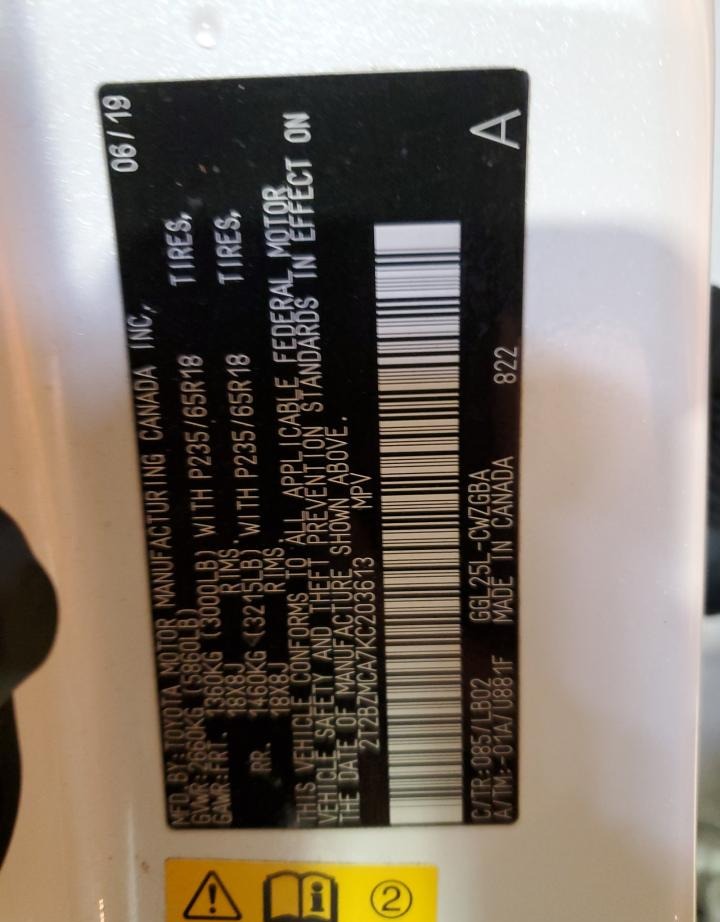 06/19
MFD.BY:TOYOTA MOTOR MANUFACTURING CANADA INC,
GVWR:2660KG (5860LB)
GAWR:FRT. 1360KG (3000LB) WITH P235/65R18 TIRES,
18X8J RIMS.
RR. 1460KG (3215LB) WITH P235/65R18 TIRES,
18X8J RIMS.
THIS VEHICLE CONFORMS TO ALL APPLICABLE FEDERAL MOTOR
VEHICLE SAFETY AND THEFT PREVENTION STANDARDS IN EFFECT ON
THE DATE OF MANUFACTURE SHOWN ABOVE.
2T2BZMCA7KC203613 MPV
C/TR:085/LB02 GGL25L-CWZGBA
A/TM:-01A/U881F MADE IN CANADA 822
A
2